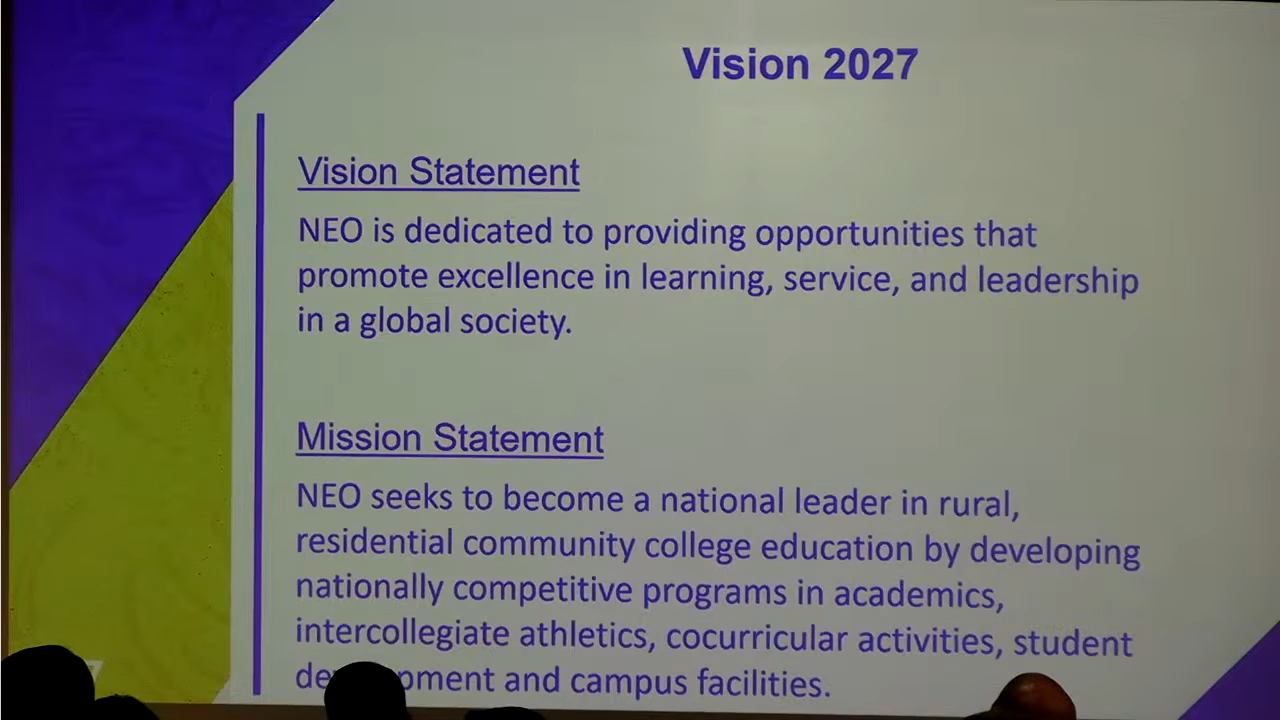 Vision 2027
Vision Statement
NEO is dedicated to providing opportunities that
promote excellence in learning, service, and leadership
in a global society.
Mission Statement
NEO seeks to become a national leader in rural,
residential community college education by developing
nationally competitive programs in academics,
intercollegiate athletics, cocurricular activities, student
and campus facilities.